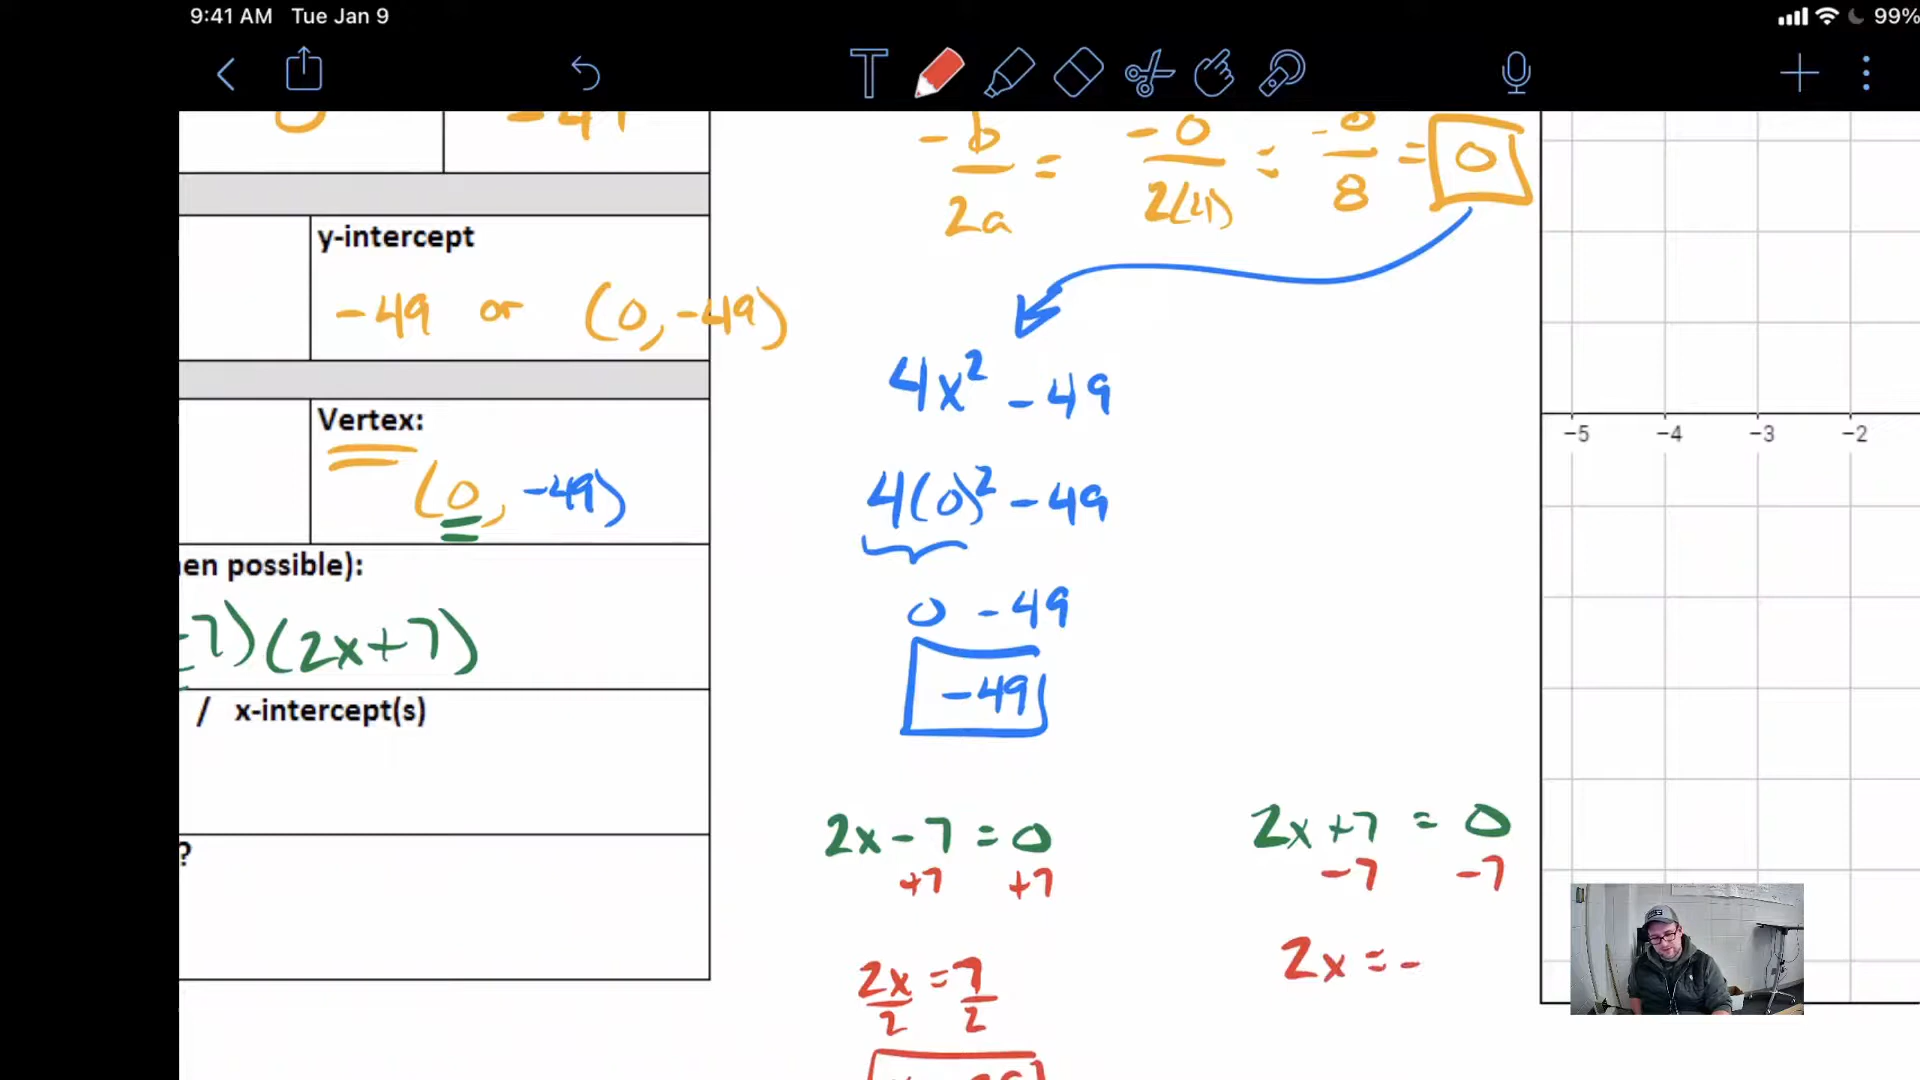 9:41 AM Tue Jan 9
99%
T
0 -49
-b/2a = -0/2(4) = -0/8 = 0
y-intercept
-49 or (0, -49)
4x² - 49
-5 -4 -3 -2
Vertex:
(0, -49)
4(0)² - 49
en possible):
0 - 49
-7)(2x+7)
-49
/ x-intercept(s)
?
2x - 7 = 0
+7 +7
2x/2 = 7/2
2x + 7 = 0
-7 -7
2x = -